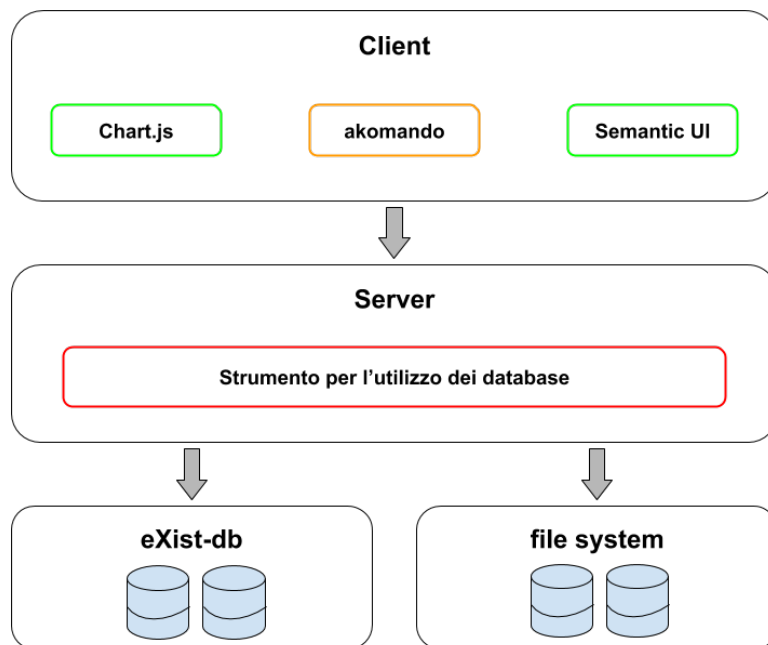 Client
Chart.js
akomando
Semantic UI
Server
Strumento per l'utilizzo dei database
eXist-db
file system